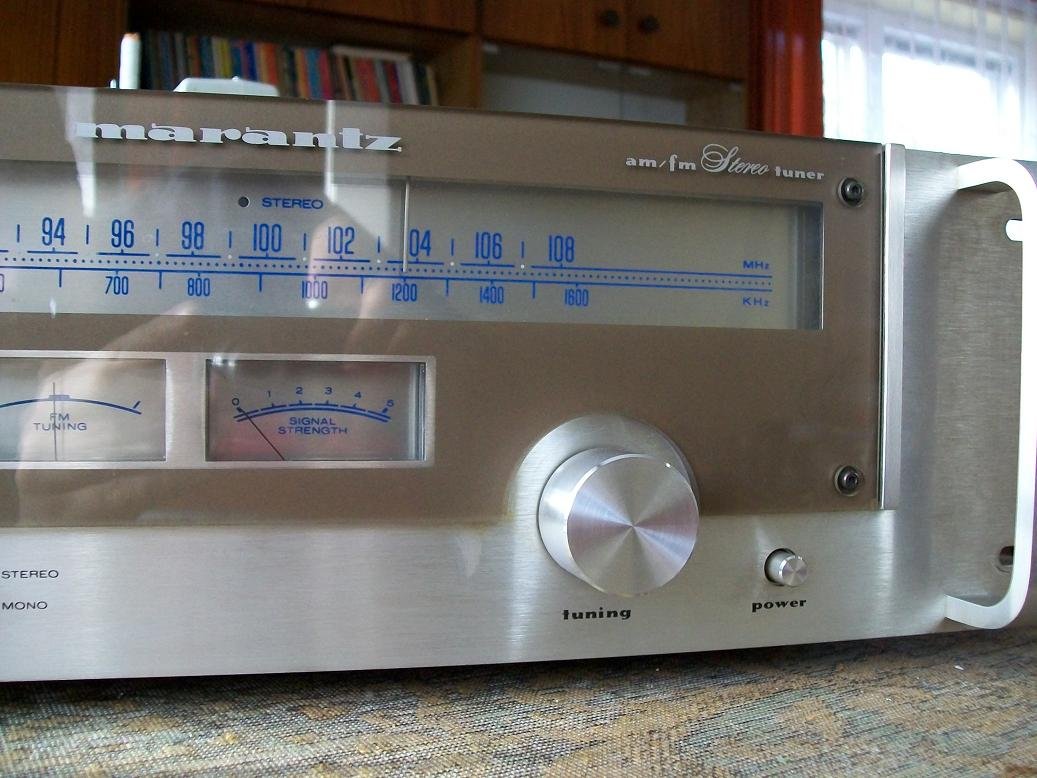 marantz
am/fm Stereo tuner
STEREO
94 96 98 100 102 04 106 108
MHz
700 800 1000 1200 1400 1600
KHz
0 1 2 3 4 5
FM
TUNING
SIGNAL
STRENGTH
STEREO
MONO
tuning
power